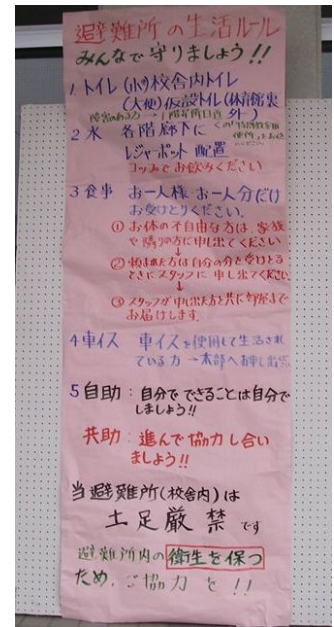 避難所の生活ルール
みんなで守りましょう!!
1 トイレ (小)校舎内トイレ
(大便)仮設トイレ(体育館裏
外)
2 水 各階廊下に
レジャーポット配置
コップでお飲みください
3 食事 お一人様・お一人分だけ
お受けとりください。
① お体の不自由な方は、家族
や隣りの方に申し出てください
↓
② 頼まれた方は自分の分と受けとる
ときにスタッフに申し出てください
↓
③ スタッフが申し出た方と共に部屋まで
お届けします。
4 車イス 車イスを使用して生活され
ている方→本部へお申し出
5 自助:自分でできることは自分で
しましょう!!
共助:進んで協力し合い
ましょう!!
当避難所(校舎内)は
土足厳禁です
避難所内の衛生を保つ
ため、ご協力を!!